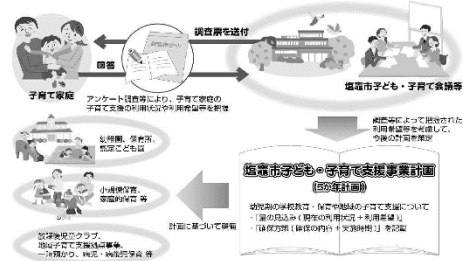 調査票を送付
回答
子育て家庭
アンケート調査等により、子育て家庭の
子育て支援の利用状況や利用希望等を把握
塩竈市子ども・子育て会議等
調査等によって把握された
利用希望等を考慮して、
今後の計画を策定
幼稚園、保育所、
認定こども園
小規模保育、
家庭的保育 等
放課後児童クラブ、
地域子育て支援拠点事業、
一時預かり、病児・病後児保育 等
計画に基づいて整備
塩竈市子ども・子育て支援事業計画
(5か年計画)
幼児期の学校教育・保育や地域の子育て支援について
・「量の見込み（現在の利用状況＋利用希望）」
・「確保方策（確保の内容＋実施時期）」を記載